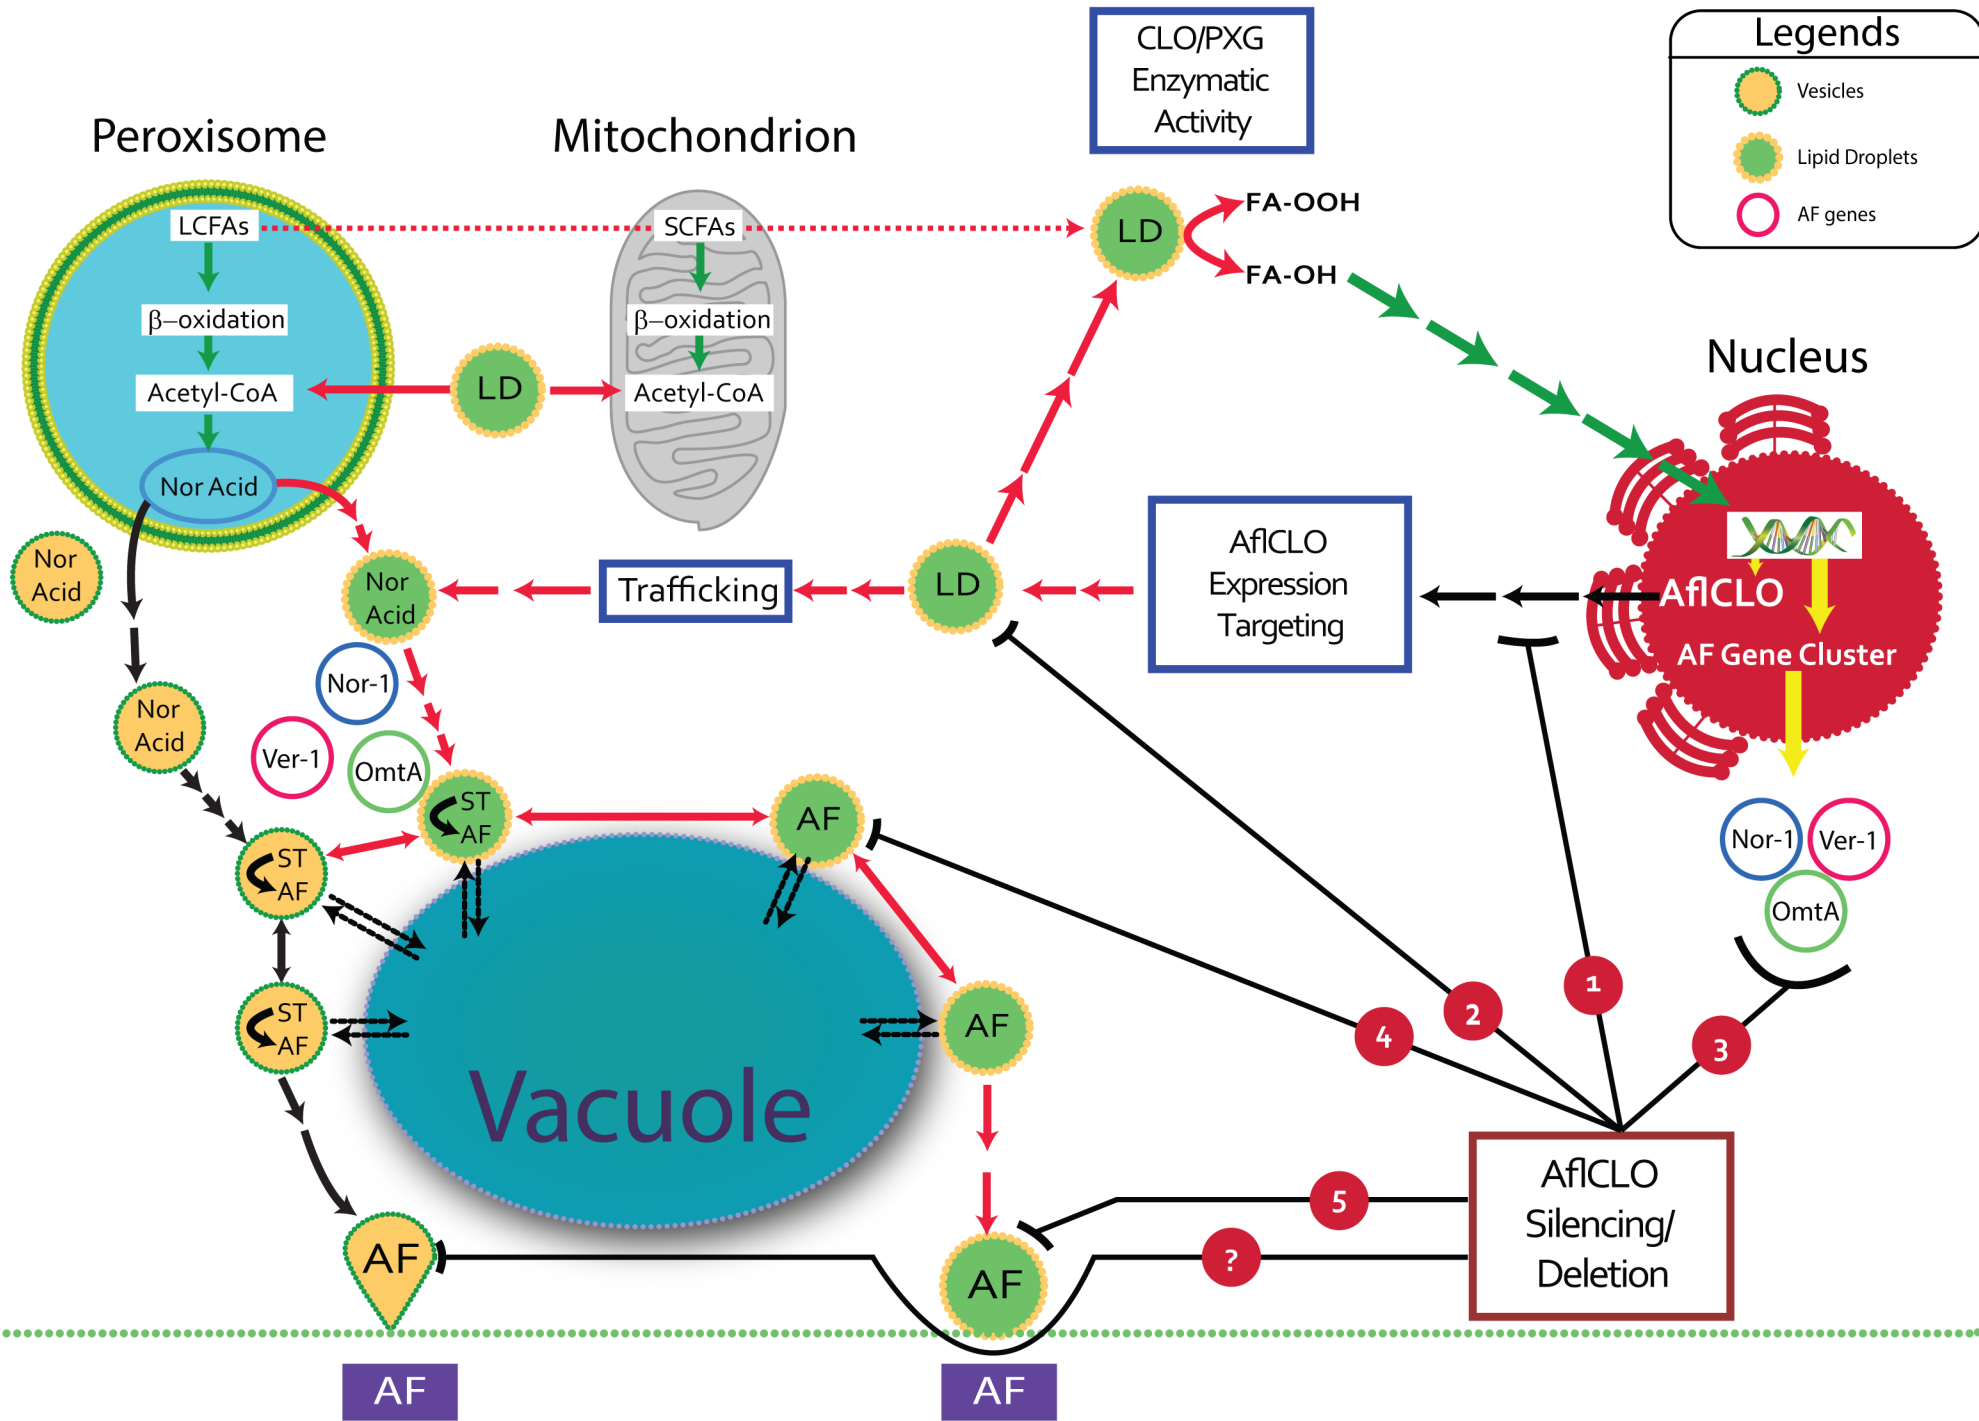 CLO/PXG
Enzymatic
Activity
Legends
Vesicles
Lipid Droplets
AF genes
Peroxisome
Mitochondrion
LCFAs
SCFAs
LD
FA-OOH
FA-OH
β–oxidation
β–oxidation
Acetyl-CoA
LD
Acetyl-CoA
Nucleus
Nor Acid
Nor
Acid
Nor
Acid
Trafficking
LD
AflCLO
Expression
Targeting
AflCLO
AF Gene Cluster
Nor-1
Nor
Acid
Ver-1
OmtA
ST
AF
AF
Nor-1
Ver-1
OmtA
ST
AF
ST
AF
AF
Vacuole
1
2
4
3
5
?
AflCLO
Silencing/
Deletion
AF
AF
AF
AF